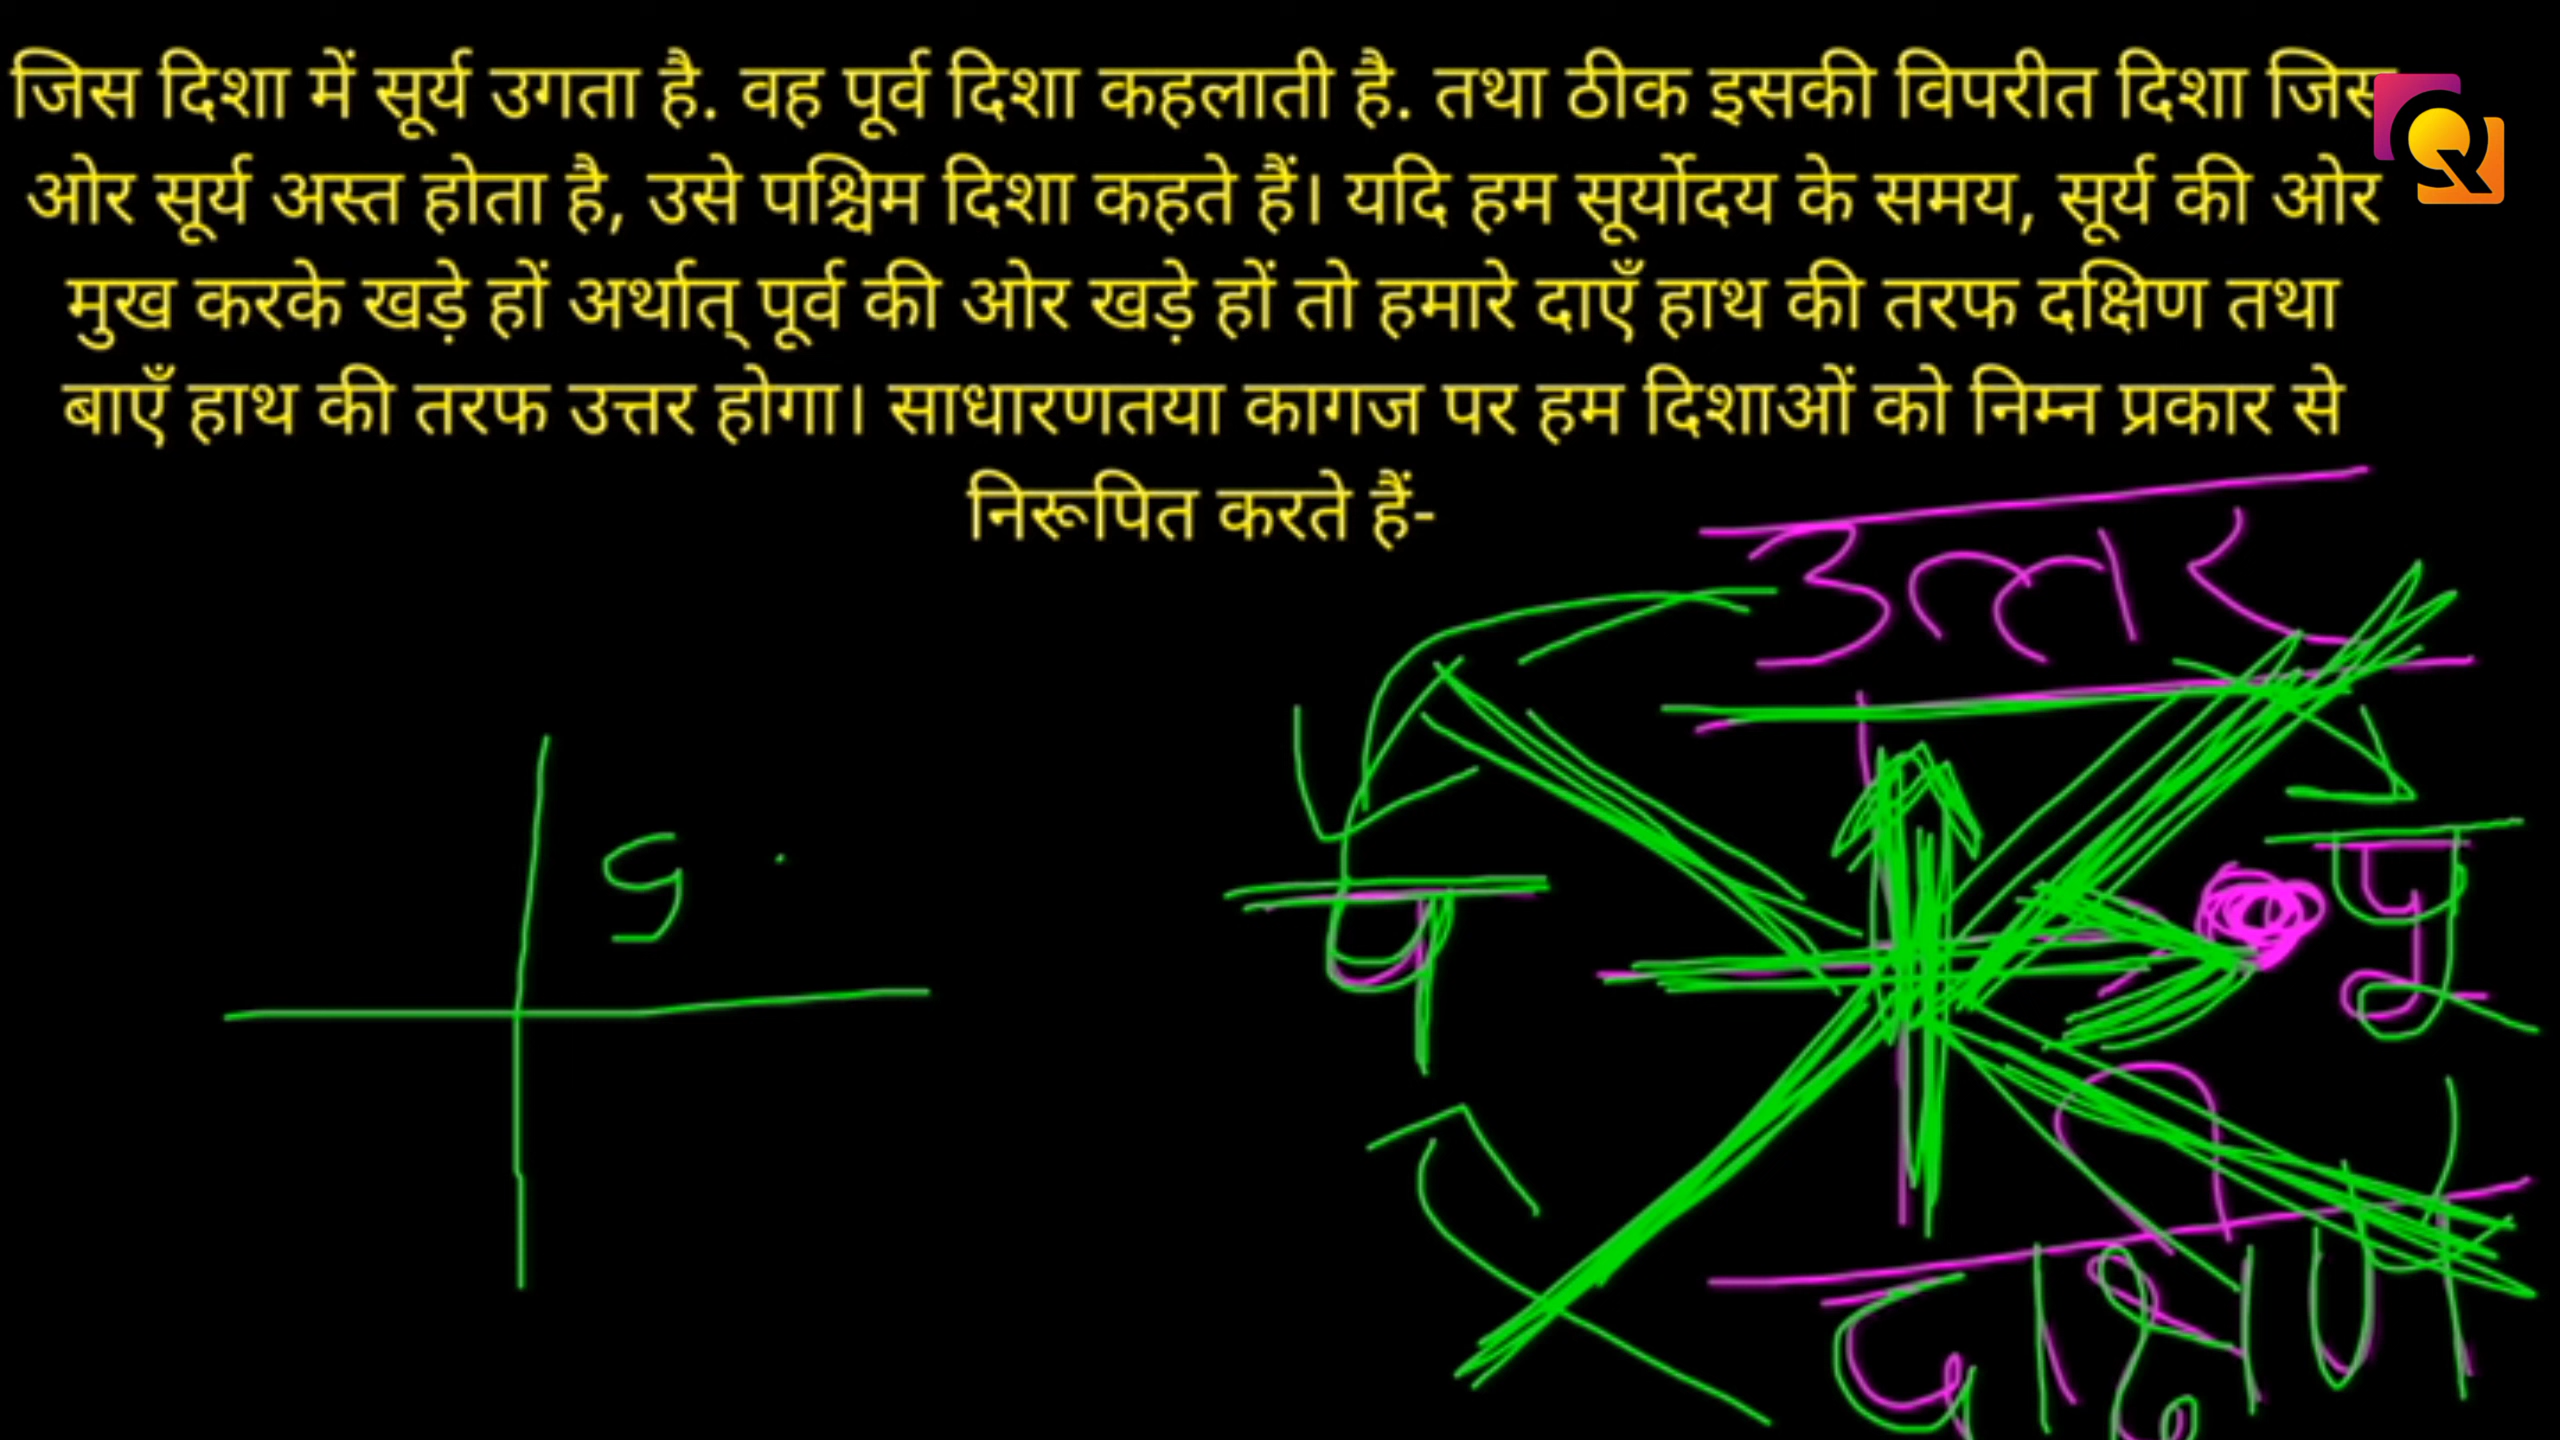 जिस दिशा में सूर्य उगता है. वह पूर्व दिशा कहलाती है. तथा ठीक इसकी विपरीत दिशा जिस
ओर सूर्य अस्त होता है, उसे पश्चिम दिशा कहते हैं। यदि हम सूर्योदय के समय, सूर्य की ओर
मुख करके खड़े हों अर्थात् पूर्व की ओर खड़े हों तो हमारे दाएँ हाथ की तरफ दक्षिण तथा
बाएँ हाथ की तरफ उत्तर होगा। साधारणतया कागज पर हम दिशाओं को निम्न प्रकार से
निरूपित करते हैं-
उत्तर
प
पू
दक्षिण